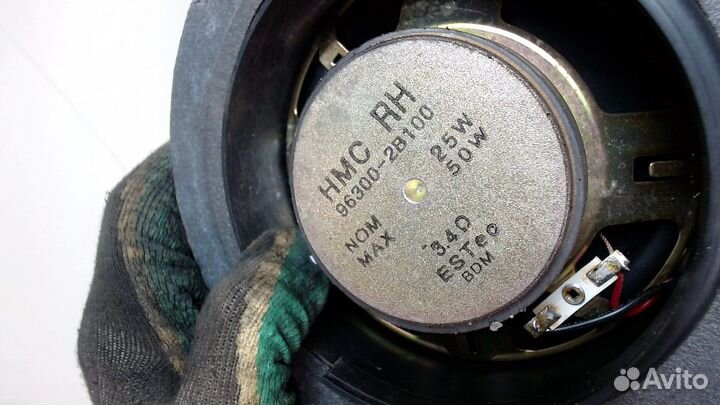 HMC RH
96300-2B100
NOM 25W
MAX 50W
3.4Ω
ESTec
BDM
Avito